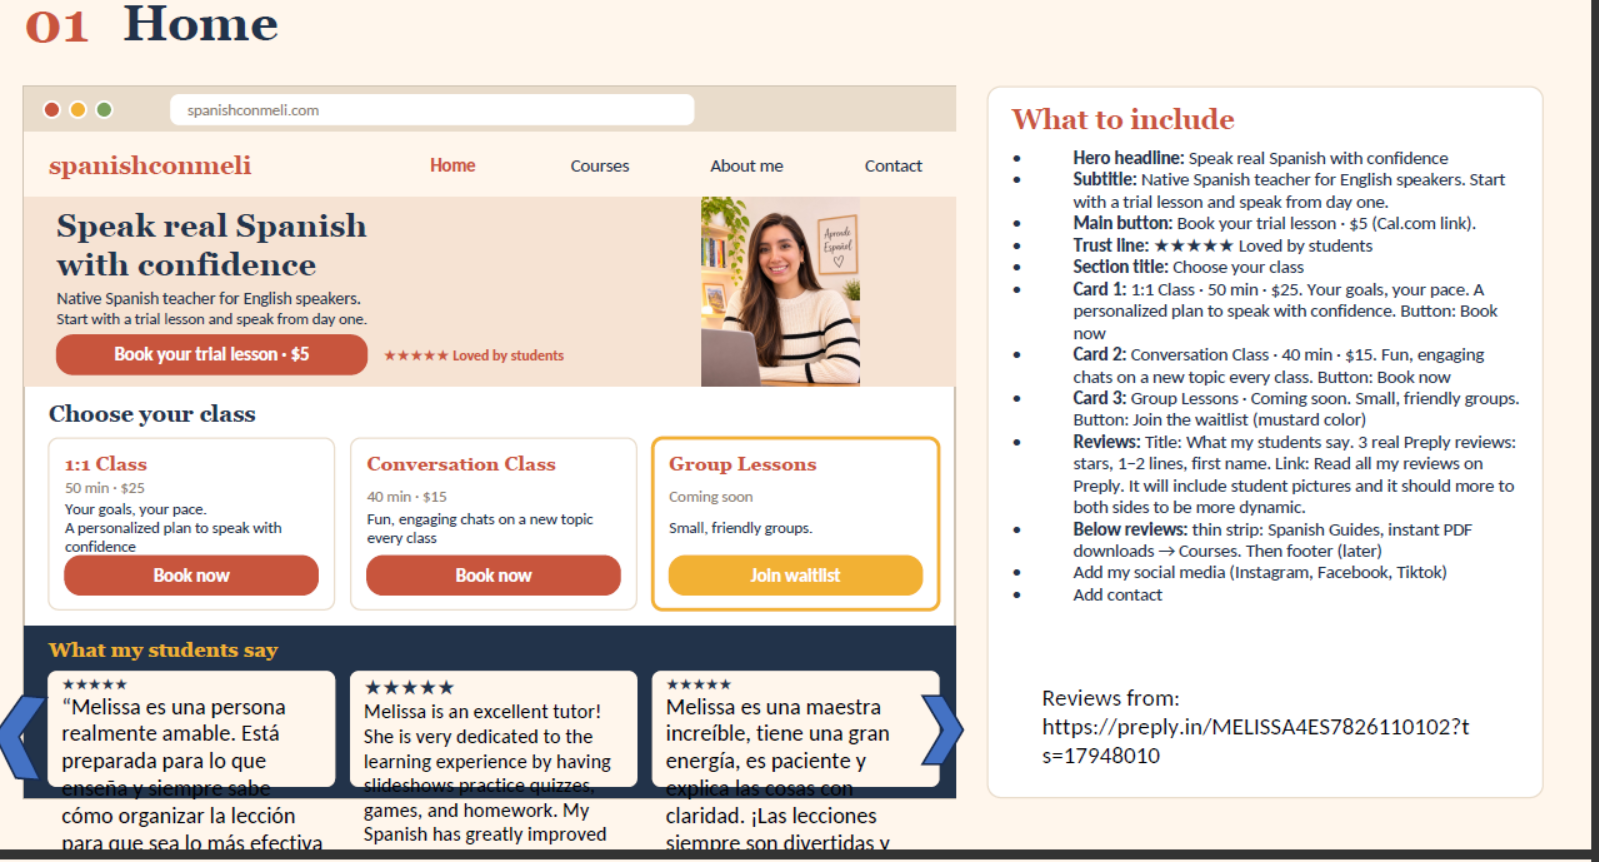 01 Home
spanishconmeli.com
spanishconmeli
Home
Courses
About me
Contact
Speak real Spanish
with confidence
Native Spanish teacher for English speakers.
Start with a trial lesson and speak from day one.
Book your trial lesson · $5
★★★★★ Loved by students
Aprende
Español
Choose your class
1:1 Class
50 min · $25
Your goals, your pace.
A personalized plan to speak with
confidence
Book now
Conversation Class
40 min · $15
Fun, engaging chats on a new topic
every class
Book now
Group Lessons
Coming soon
Small, friendly groups.
Join waitlist
What my students say
★★★★★
“Melissa es una persona
realmente amable. Está
preparada para lo que
enseña y siempre sabe
cómo organizar la lección
para que sea lo más efectiva
★★★★★
Melissa is an excellent tutor!
She is very dedicated to the
learning experience by having
slideshows practice quizzes,
games, and homework. My
Spanish has greatly improved
★★★★★
Melissa es una maestra
increíble, tiene una gran
energía, es paciente y
explica las cosas con
claridad. ¡Las lecciones
siempre son divertidas y
What to include
• Hero headline: Speak real Spanish with confidence
• Subtitle: Native Spanish teacher for English speakers. Start
with a trial lesson and speak from day one.
• Main button: Book your trial lesson · $5 (Cal.com link).
• Trust line: ★★★★★ Loved by students
• Section title: Choose your class
• Card 1: 1:1 Class · 50 min · $25. Your goals, your pace. A
personalized plan to speak with confidence. Button: Book
now
• Card 2: Conversation Class · 40 min · $15. Fun, engaging
chats on a new topic every class. Button: Book now
• Card 3: Group Lessons · Coming soon. Small, friendly groups.
Button: Join the waitlist (mustard color)
• Reviews: Title: What my students say. 3 real Preply reviews:
stars, 1–2 lines, first name. Link: Read all my reviews on
Preply. It will include student pictures and it should more to
both sides to be more dynamic.
• Below reviews: thin strip: Spanish Guides, instant PDF
downloads → Courses. Then footer (later)
• Add my social media (Instagram, Facebook, Tiktok)
• Add contact
Reviews from:
https://preply.in/MELISSA4ES7826110102?t
s=17948010